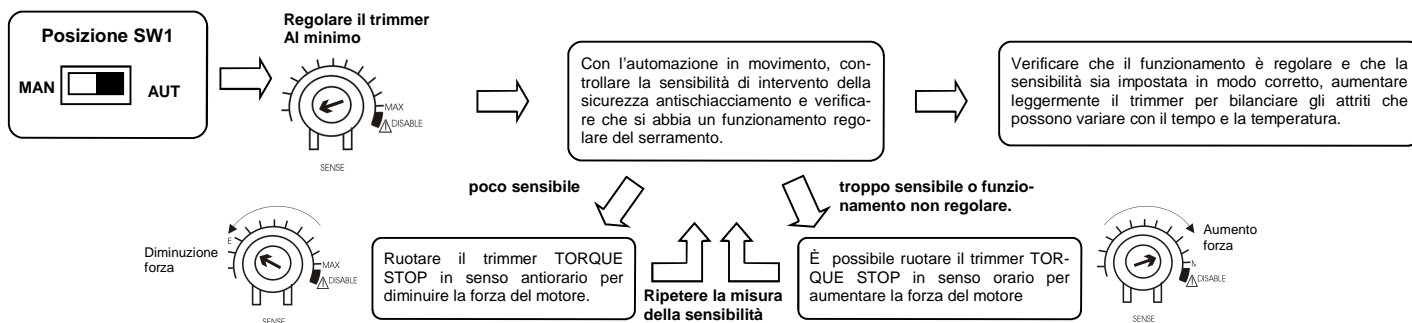 Posizione SW1
MAN
AUT
Regolare il trimmer
Al minimo
MAX
DISABLE
SENSE
Con l'automazione in movimento, con-
trollare la sensibilità di intervento della
sicurezza antischiacciamento e verifica-
re che si abbia un funzionamento rego-
lare del serramento.
Verificare che il funzionamento è regolare e che la
sensibilità sia impostata in modo corretto, aumentare
leggermente il trimmer per bilanciare gli attriti che
possono variare con il tempo e la temperatura.
poco sensibile
troppo sensibile o funzio-
namento non regolare.
Diminuzione
forza
E
MAX
DISABLE
SENSE
Ruotare il trimmer TORQUE
STOP in senso antiorario per
diminuire la forza del motore.
Ripetere la misura
della sensibilità
È possibile ruotare il trimmer TOR-
QUE STOP in senso orario per
aumentare la forza del motore
Aumento
forza
M
DISABLE
SENSE